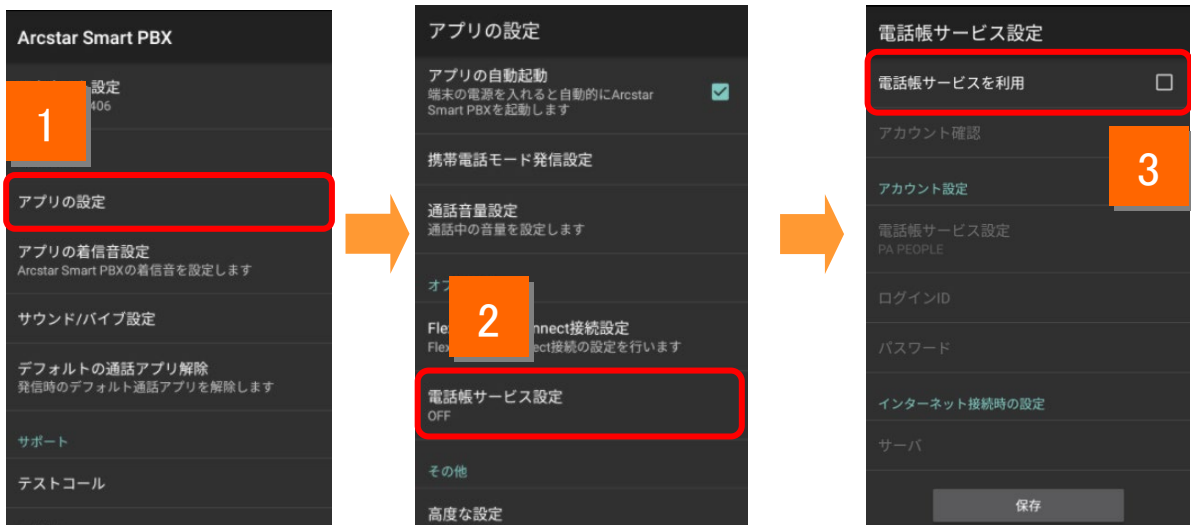 Arcstar Smart PBX
設定
406
1
アプリの設定
アプリの着信音設定
Arcstar Smart PBXの着信音を設定します
サウンド/バイブ設定
デフォルトの通話アプリ解除
発信時のデフォルト通話アプリを解除します
サポート
テストコール
アプリの設定
アプリの自動起動
端末の電源を入れると自動的にArcstar
Smart PBXを起動します
携帯電話モード発信設定
通話音量設定
通話中の音量を設定します
オプ
2
Fle nnect接続設定
Flex ect接続の設定を行います
電話帳サービス設定
OFF
その他
高度な設定
電話帳サービス設定
電話帳サービスを利用
アカウント確認
3
アカウント設定
電話帳サービス設定
PA PEOPLE
ログインID
パスワード
インターネット接続時の設定
サーバ
保存